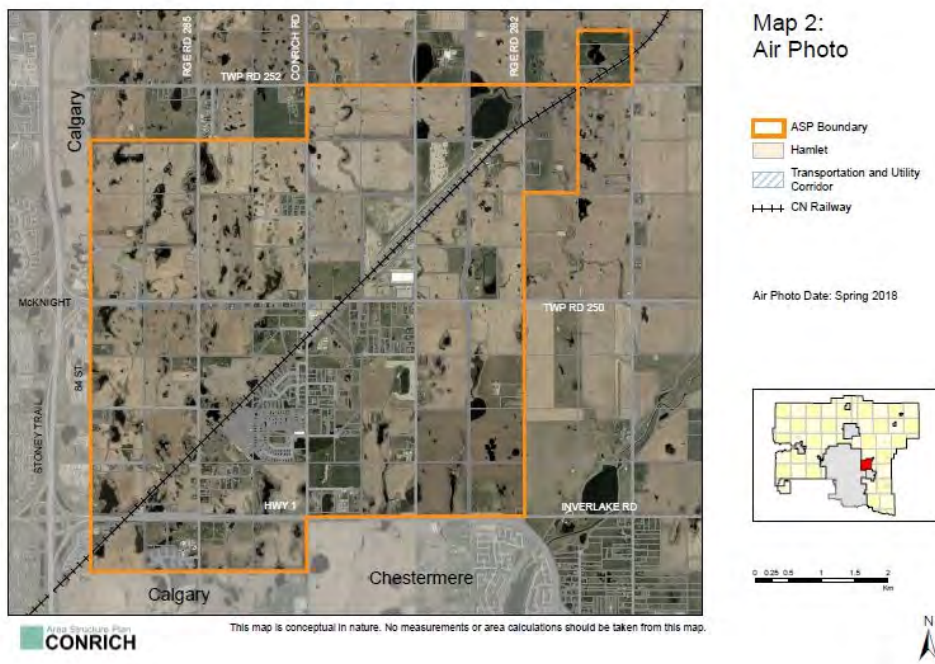 Map 2:
Air Photo
RGE RD 285
CONRICH RD
RGE RD 282
TWP RD 252
Calgary
ASP Boundary
Hamlet
Transportation and Utility
Corridor
CN Railway
McKNIGHT
TWP RD 250
Air Photo Date: Spring 2018
84 ST
STONEY TRAIL
HWY 1
INVERLAKE RD
Chestermere
Calgary
0 0.25 0.5 1 1.5 2
Km
Area Structure Plan
CONRICH
This map is conceptual in nature. No measurements or area calculations should be taken from this map.
N